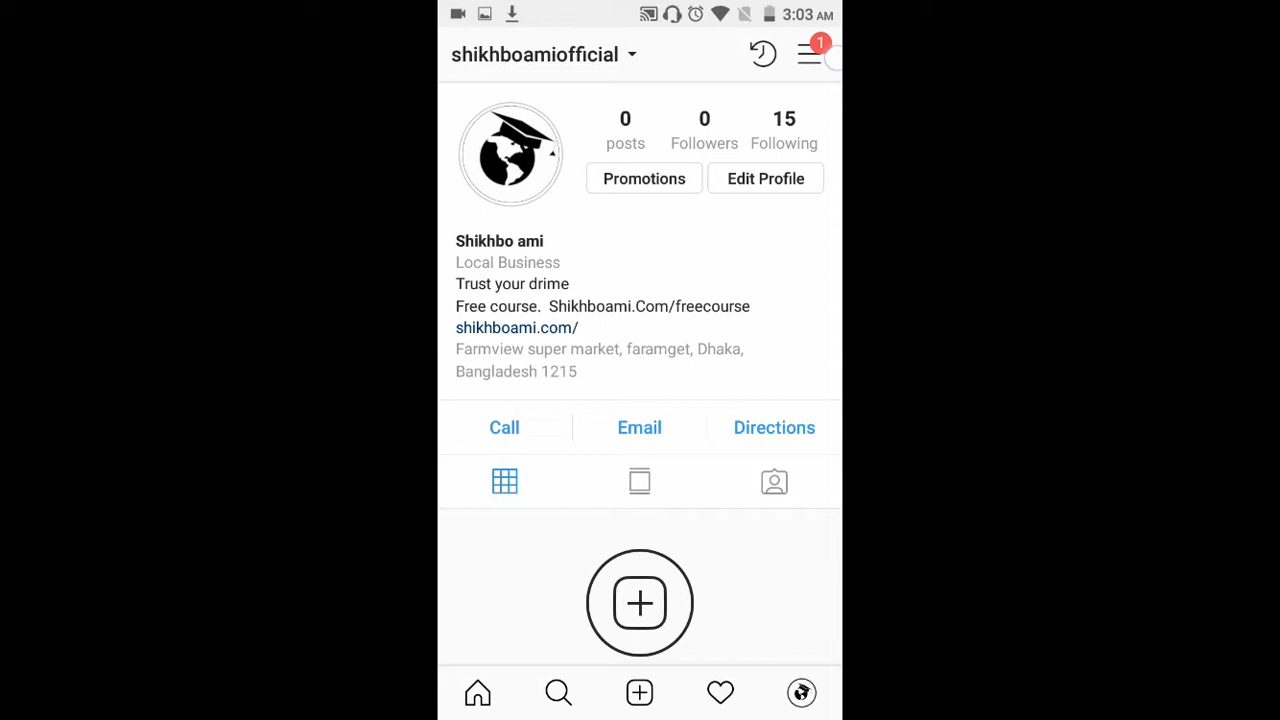 3:03 AM
shikhboamiofficial
1
0 0 15
posts Followers Following
Promotions Edit Profile
Shikhbo ami
Local Business
Trust your drime
Free course. Shikhboami.Com/freecourse
shikhboami.com/
Farmview super market, faramget, Dhaka,
Bangladesh 1215
Call Email Directions